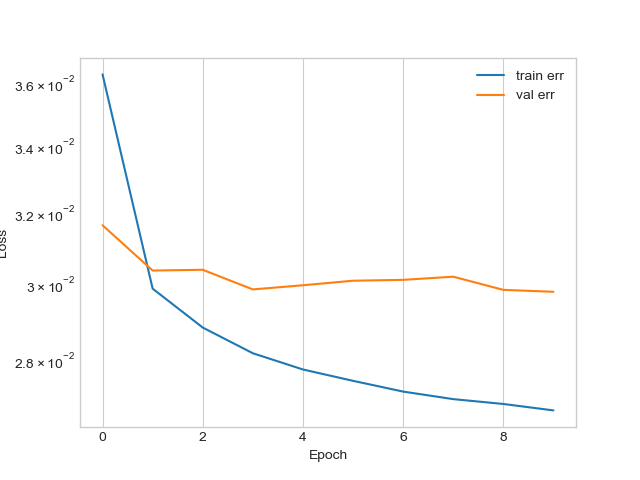 train err
val err
3.6 × 10⁻²
3.4 × 10⁻²
3.2 × 10⁻²
3 × 10⁻²
2.8 × 10⁻²
Loss
0 2 4 6 8
Epoch